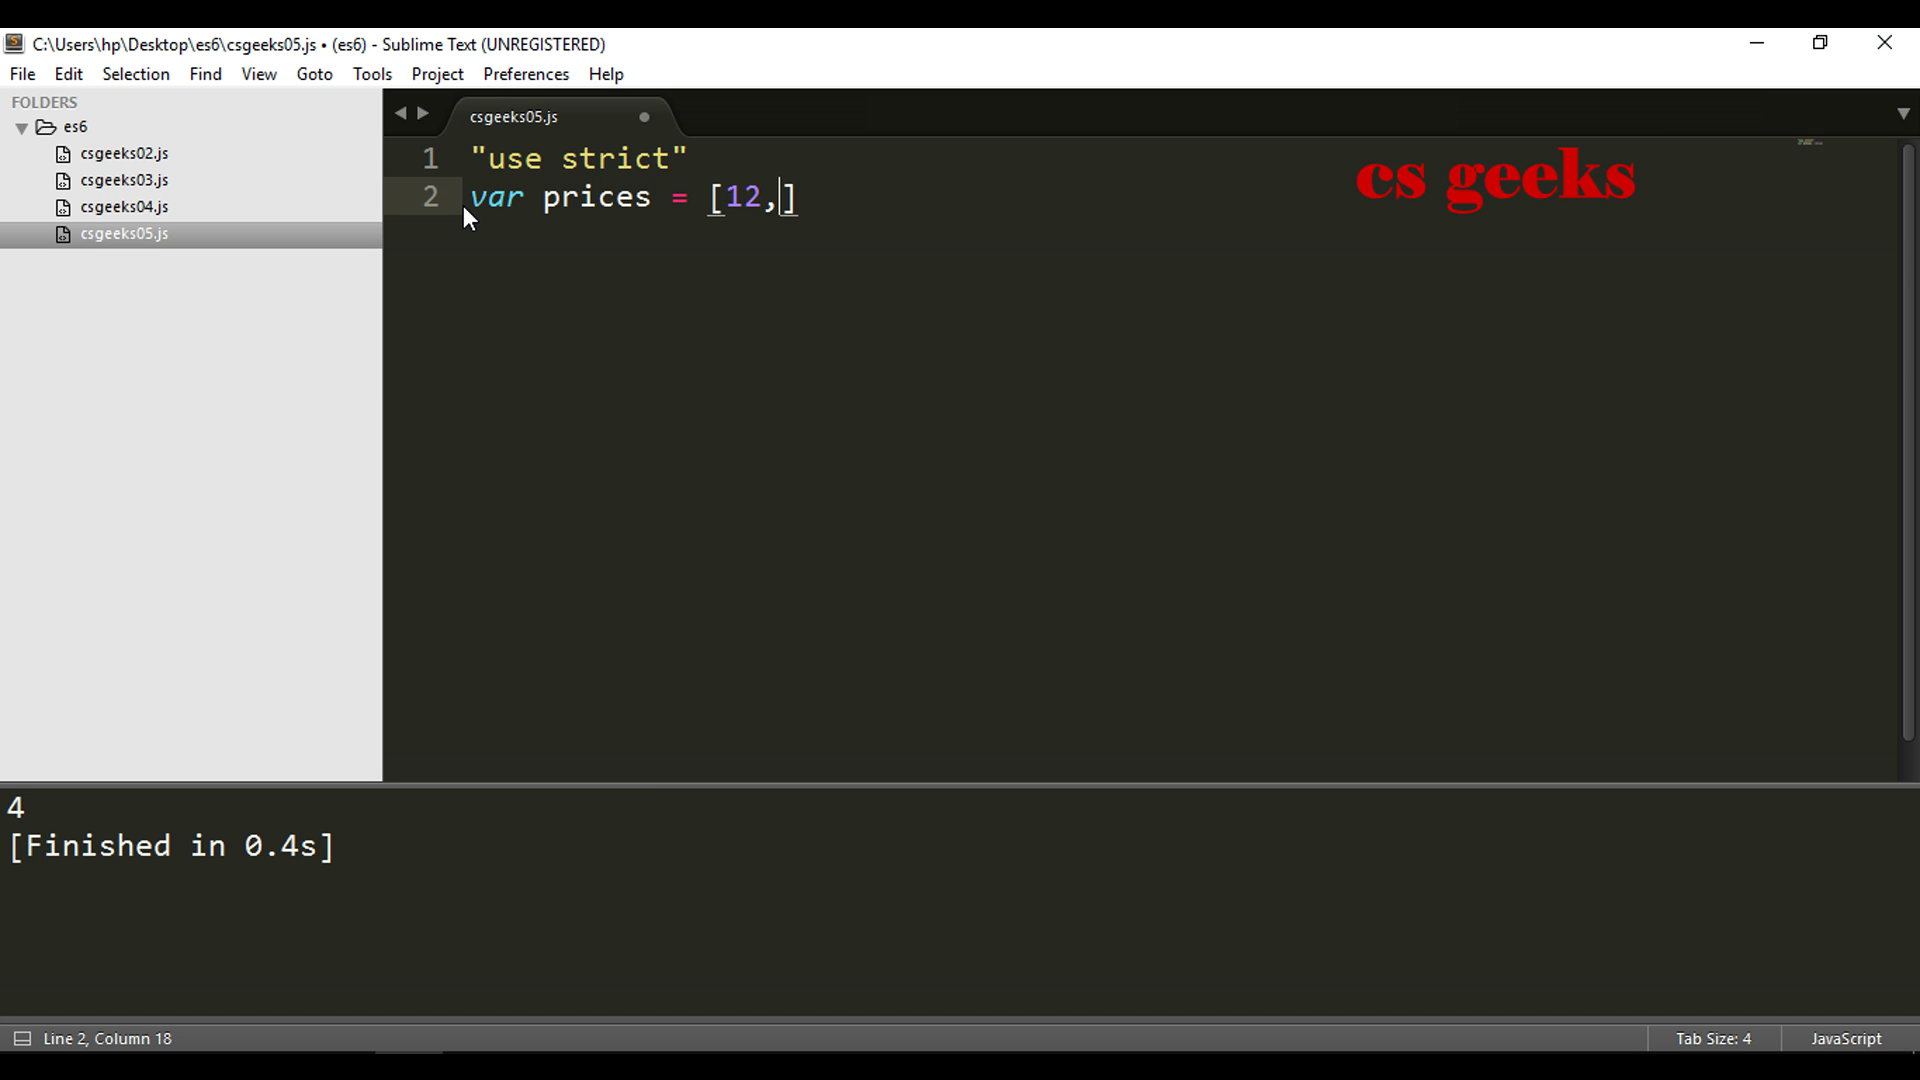 C:\Users\hp\Desktop\es6\csgeeks05.js • (es6) - Sublime Text (UNREGISTERED)
File Edit Selection Find View Goto Tools Project Preferences Help
FOLDERS
es6
csgeeks02.js
csgeeks03.js
csgeeks04.js
csgeeks05.js
csgeeks05.js
1 "use strict"
2 var prices = [12,]
cs geeks
4
[Finished in 0.4s]
Line 2, Column 18
Tab Size: 4
JavaScript